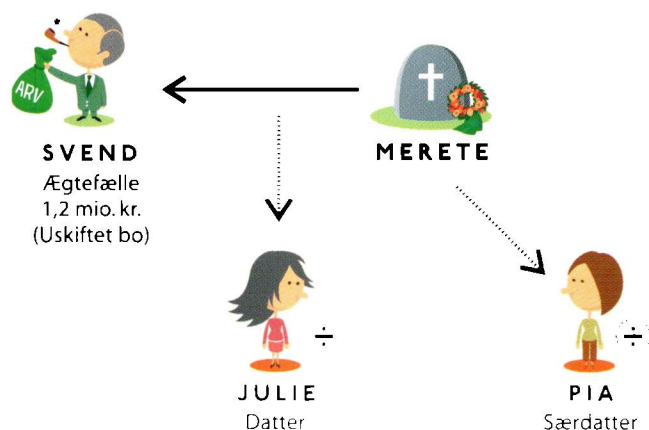 ARV
SVEND
Ægtefælle
1,2 mio. kr.
(Uskiftet bo)
MERETE
÷
JULIE
Datter
÷
PIA
Særdatter